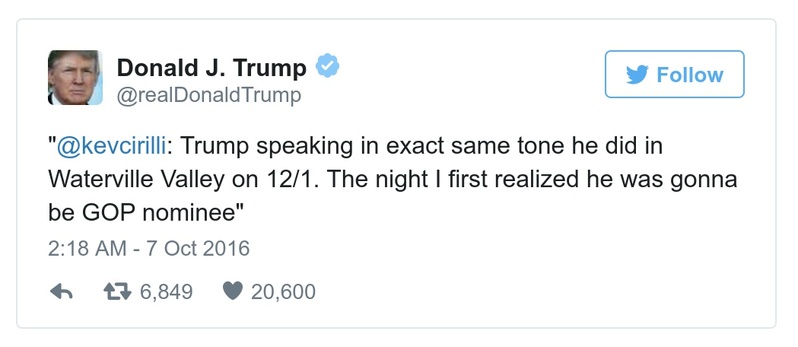 Donald J. Trump
Follow
@realDonaldTrump
"@kevcirilli: Trump speaking in exact same tone he did in
Waterville Valley on 12/1. The night I first realized he was gonna
be GOP nominee"
2:18 AM - 7 Oct 2016
6,849 20,600